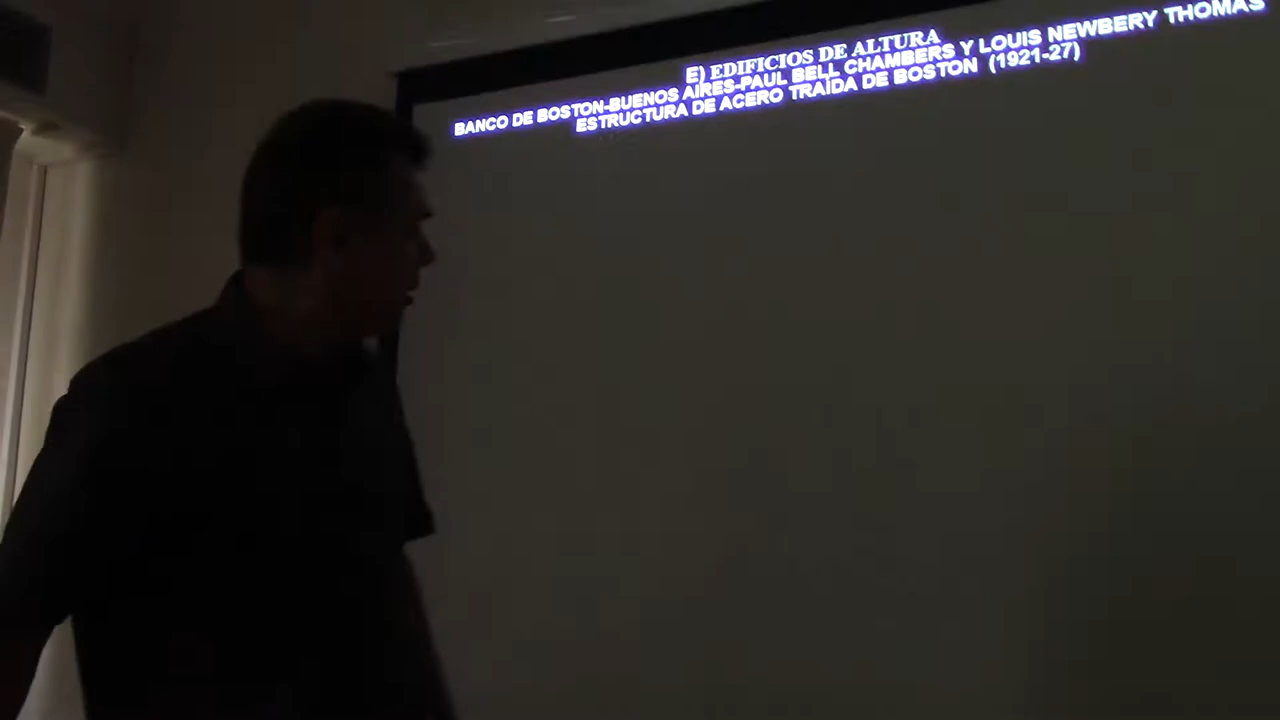 E) EDIFICIOS DE ALTURA
BANCO DE BOSTON-BUENOS AIRES-PAUL BELL CHAMBERS Y LOUIS NEWBERY THOMAS
ESTRUCTURA DE ACERO TRAÍDA DE BOSTON (1921-27)